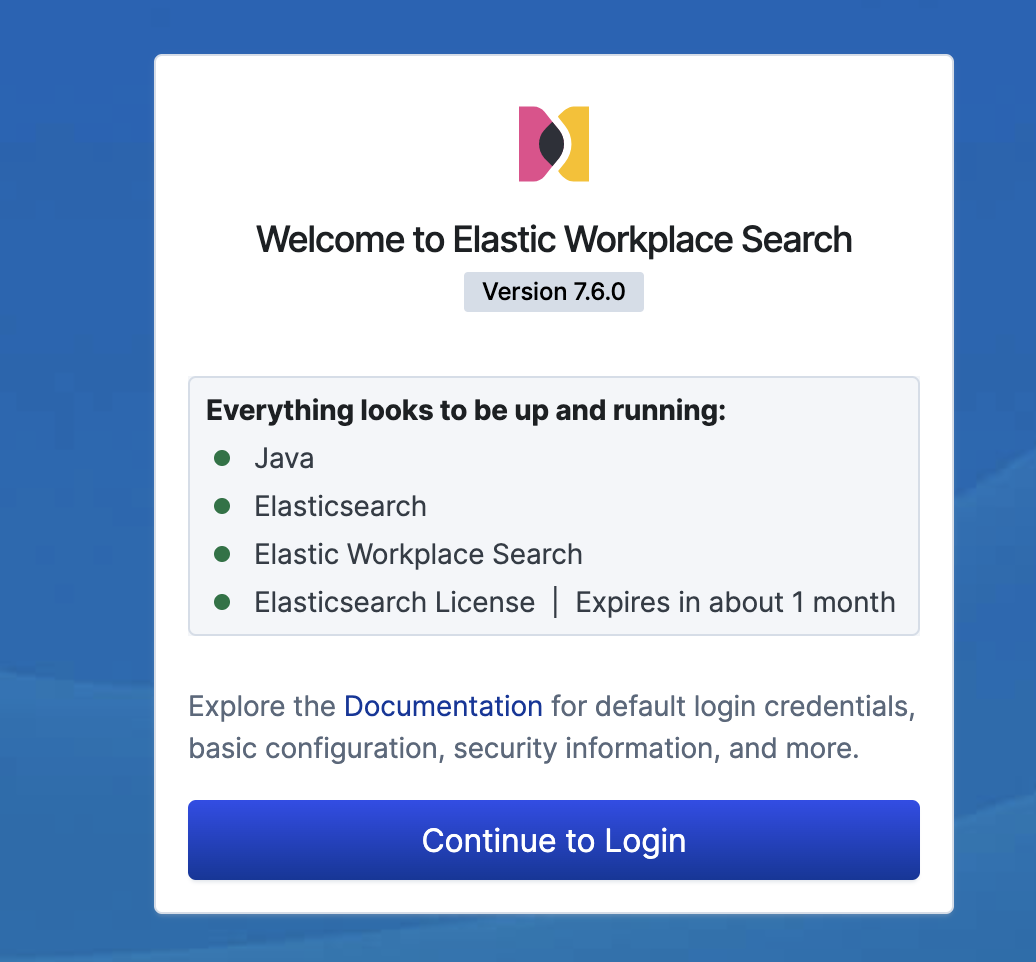 Welcome to Elastic Workplace Search
Version 7.6.0
Everything looks to be up and running:
Java
Elasticsearch
Elastic Workplace Search
Elasticsearch License | Expires in about 1 month
Explore the Documentation for default login credentials,
basic configuration, security information, and more.
Continue to Login